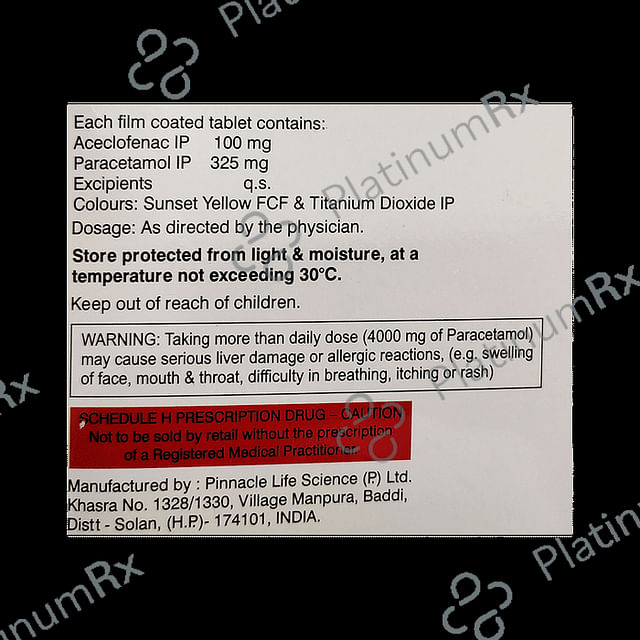 PlatinumRx
Each film coated tablet contains:
Aceclofenac IP 100 mg
Paracetamol IP 325 mg
Excipients q.s.
Colours: Sunset Yellow FCF & Titanium Dioxide IP
Dosage: As directed by the physician.
Store protected from light & moisture, at a
temperature not exceeding 30°C.
Keep out of reach of children.
WARNING: Taking more than daily dose (4000 mg of Paracetamol)
may cause serious liver damage or allergic reactions, (e.g. swelling
of face, mouth & throat, difficulty in breathing, itching or rash)
SCHEDULE H PRESCRIPTION DRUG – CAUTION
Not to be sold by retail without the prescription
of a Registered Medical Practitioner.
Manufactured by : Pinnacle Life Science (P) Ltd.
Khasra No. 1328/1330, Village Manpura, Baddi,
Distt - Solan, (H.P.)- 174101, INDIA.